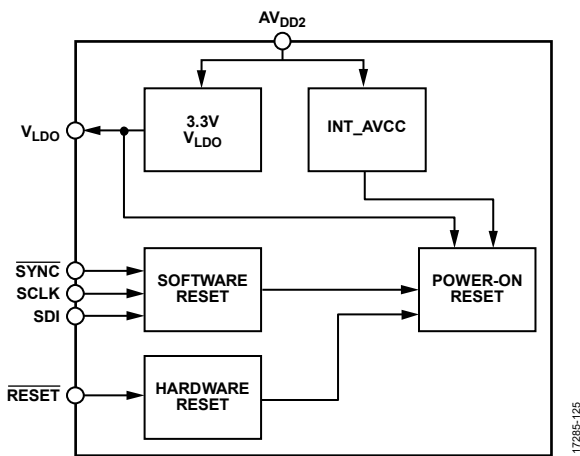 AVDD2
3.3V
VLDO
INT_AVCC
VLDO
SYNC
SCLK
SDI
SOFTWARE
RESET
POWER-ON
RESET
RESET
HARDWARE
RESET
17285-125